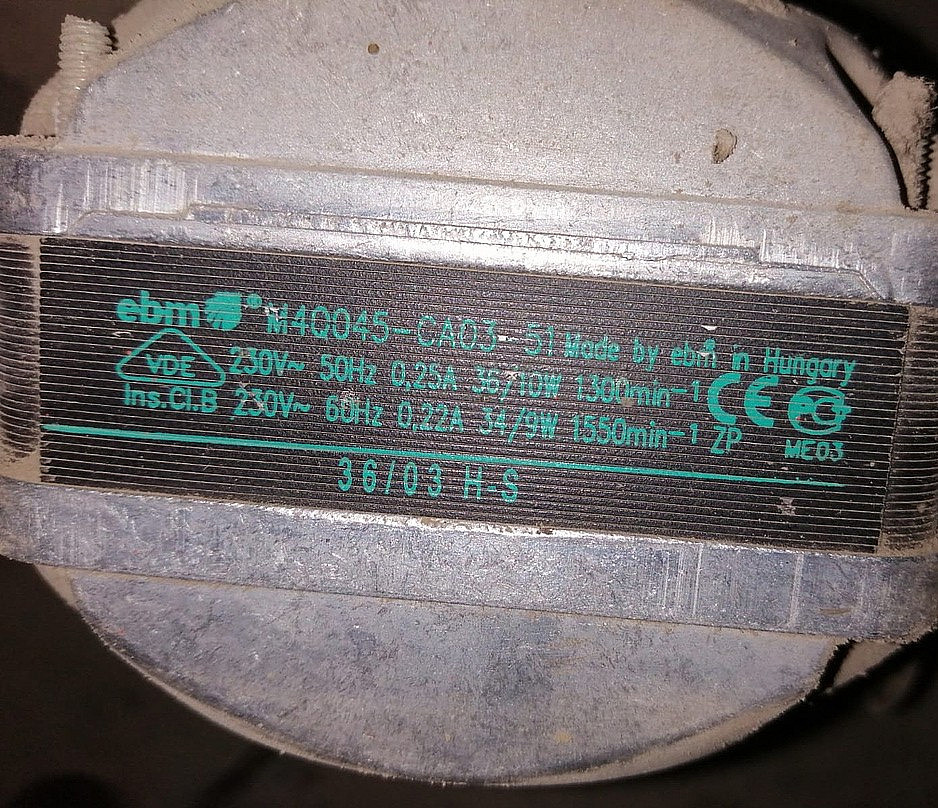 ebm ® M4Q045-CA03-51 Made by ebm in Hungary
VDE 230V~ 50Hz 0,25A 36/10W 1300min-1 CE
Ins.Cl.B 230V~ 60Hz 0,22A 34/9W 1550min-1 ZP ME03
36/03 H-S